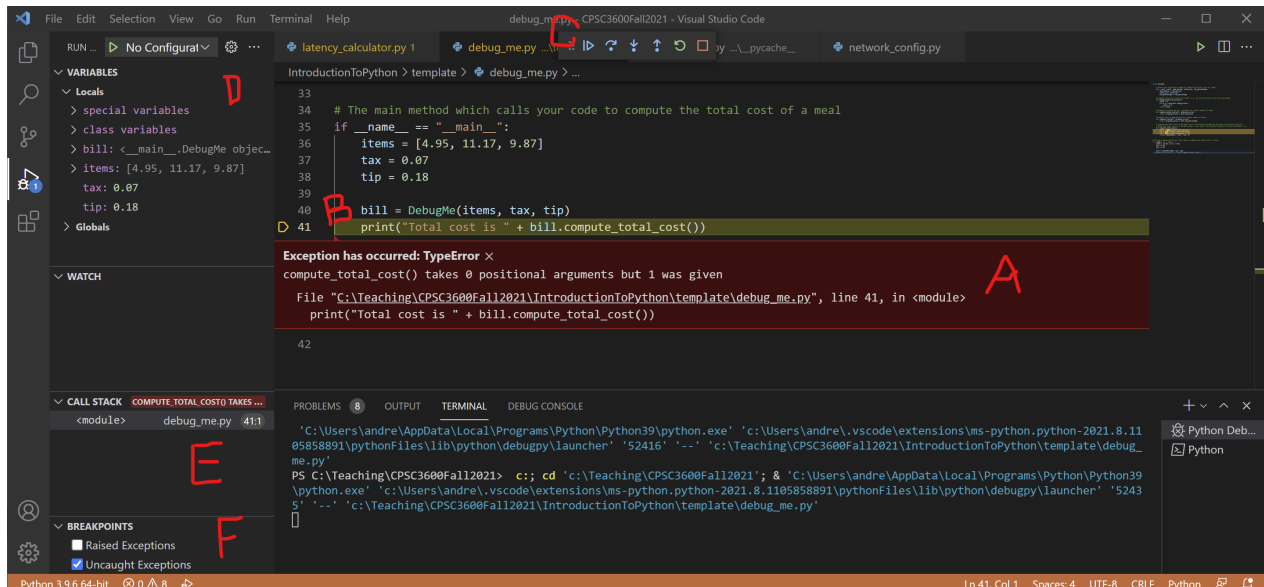 File Edit Selection View Go Run Terminal Help debug_me.py - CPSC3600Fall2021 - Visual Studio Code
C
RUN ... No Configurat
latency_calculator.py 1 debug_me.py ...\ py ...\__pycache__ network_config.py
D
VARIABLES
Locals
special variables
class variables
bill: <__main__.DebugMe objec...
items: [4.95, 11.17, 9.87]
tax: 0.07
tip: 0.18
Globals
WATCH
CALL STACK COMPUTE_TOTAL_COST() TAKES ...
<module> debug_me.py 41:1
E
BREAKPOINTS
F
Raised Exceptions
Uncaught Exceptions
1
IntroductionToPython > template > debug_me.py > ...
33
34 # The main method which calls your code to compute the total cost of a meal
35 if __name__ == "__main__":
36 items = [4.95, 11.17, 9.87]
37 tax = 0.07
38 tip = 0.18
39
B
40 bill = DebugMe(items, tax, tip)
41 print("Total cost is " + bill.compute_total_cost())
Exception has occurred: TypeError ×
A
compute_total_cost() takes 0 positional arguments but 1 was given
File "C:\Teaching\CPSC3600Fall2021\IntroductionToPython\template\debug_me.py", line 41, in <module>
print("Total cost is " + bill.compute_total_cost())
42
PROBLEMS 8 OUTPUT TERMINAL DEBUG CONSOLE
'C:\Users\andre\AppData\Local\Programs\Python\Python39\python.exe' 'c:\Users\andre\.vscode\extensions\ms-python.python-2021.8.11
05858891\pythonFiles\lib\python\debugpy\launcher' '52416' '--' 'c:\Teaching\CPSC3600Fall2021\IntroductionToPython\template\debug_
me.py'
PS C:\Teaching\CPSC3600Fall2021> c:; cd 'c:\Teaching\CPSC3600Fall2021'; & 'C:\Users\andre\AppData\Local\Programs\Python\Python39
\python.exe' 'c:\Users\andre\.vscode\extensions\ms-python.python-2021.8.1105858891\pythonFiles\lib\python\debugpy\launcher' '5243
5' '--' 'c:\Teaching\CPSC3600Fall2021\IntroductionToPython\template\debug_me.py'
Python Deb...
Python
Python 3.9.6 64-bit 0 8 Ln 41, Col 1 Spaces: 4 UTF-8 CRLF Python